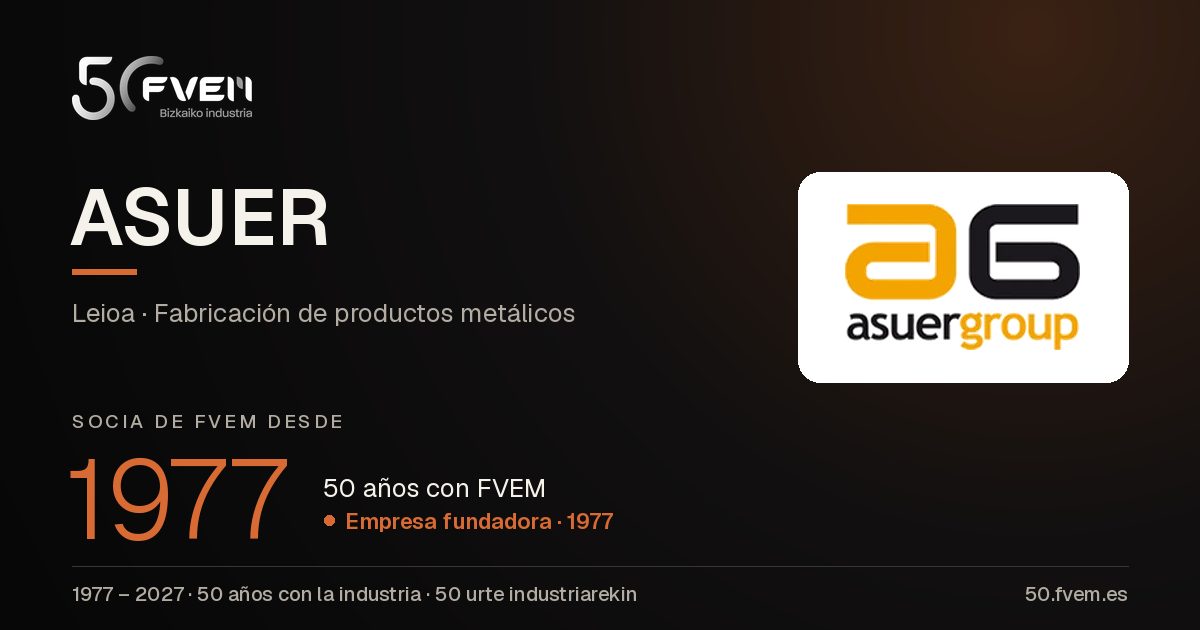 50 FVEM
Bizkaiko industria
ASUER
Leioa · Fabricación de productos metálicos
aG
asuergroup
SOCIA DE FVEM DESDE
1977
50 años con FVEM
Empresa fundadora · 1977
1977 – 2027 · 50 años con la industria · 50 urte industriarekin
50.fvem.es